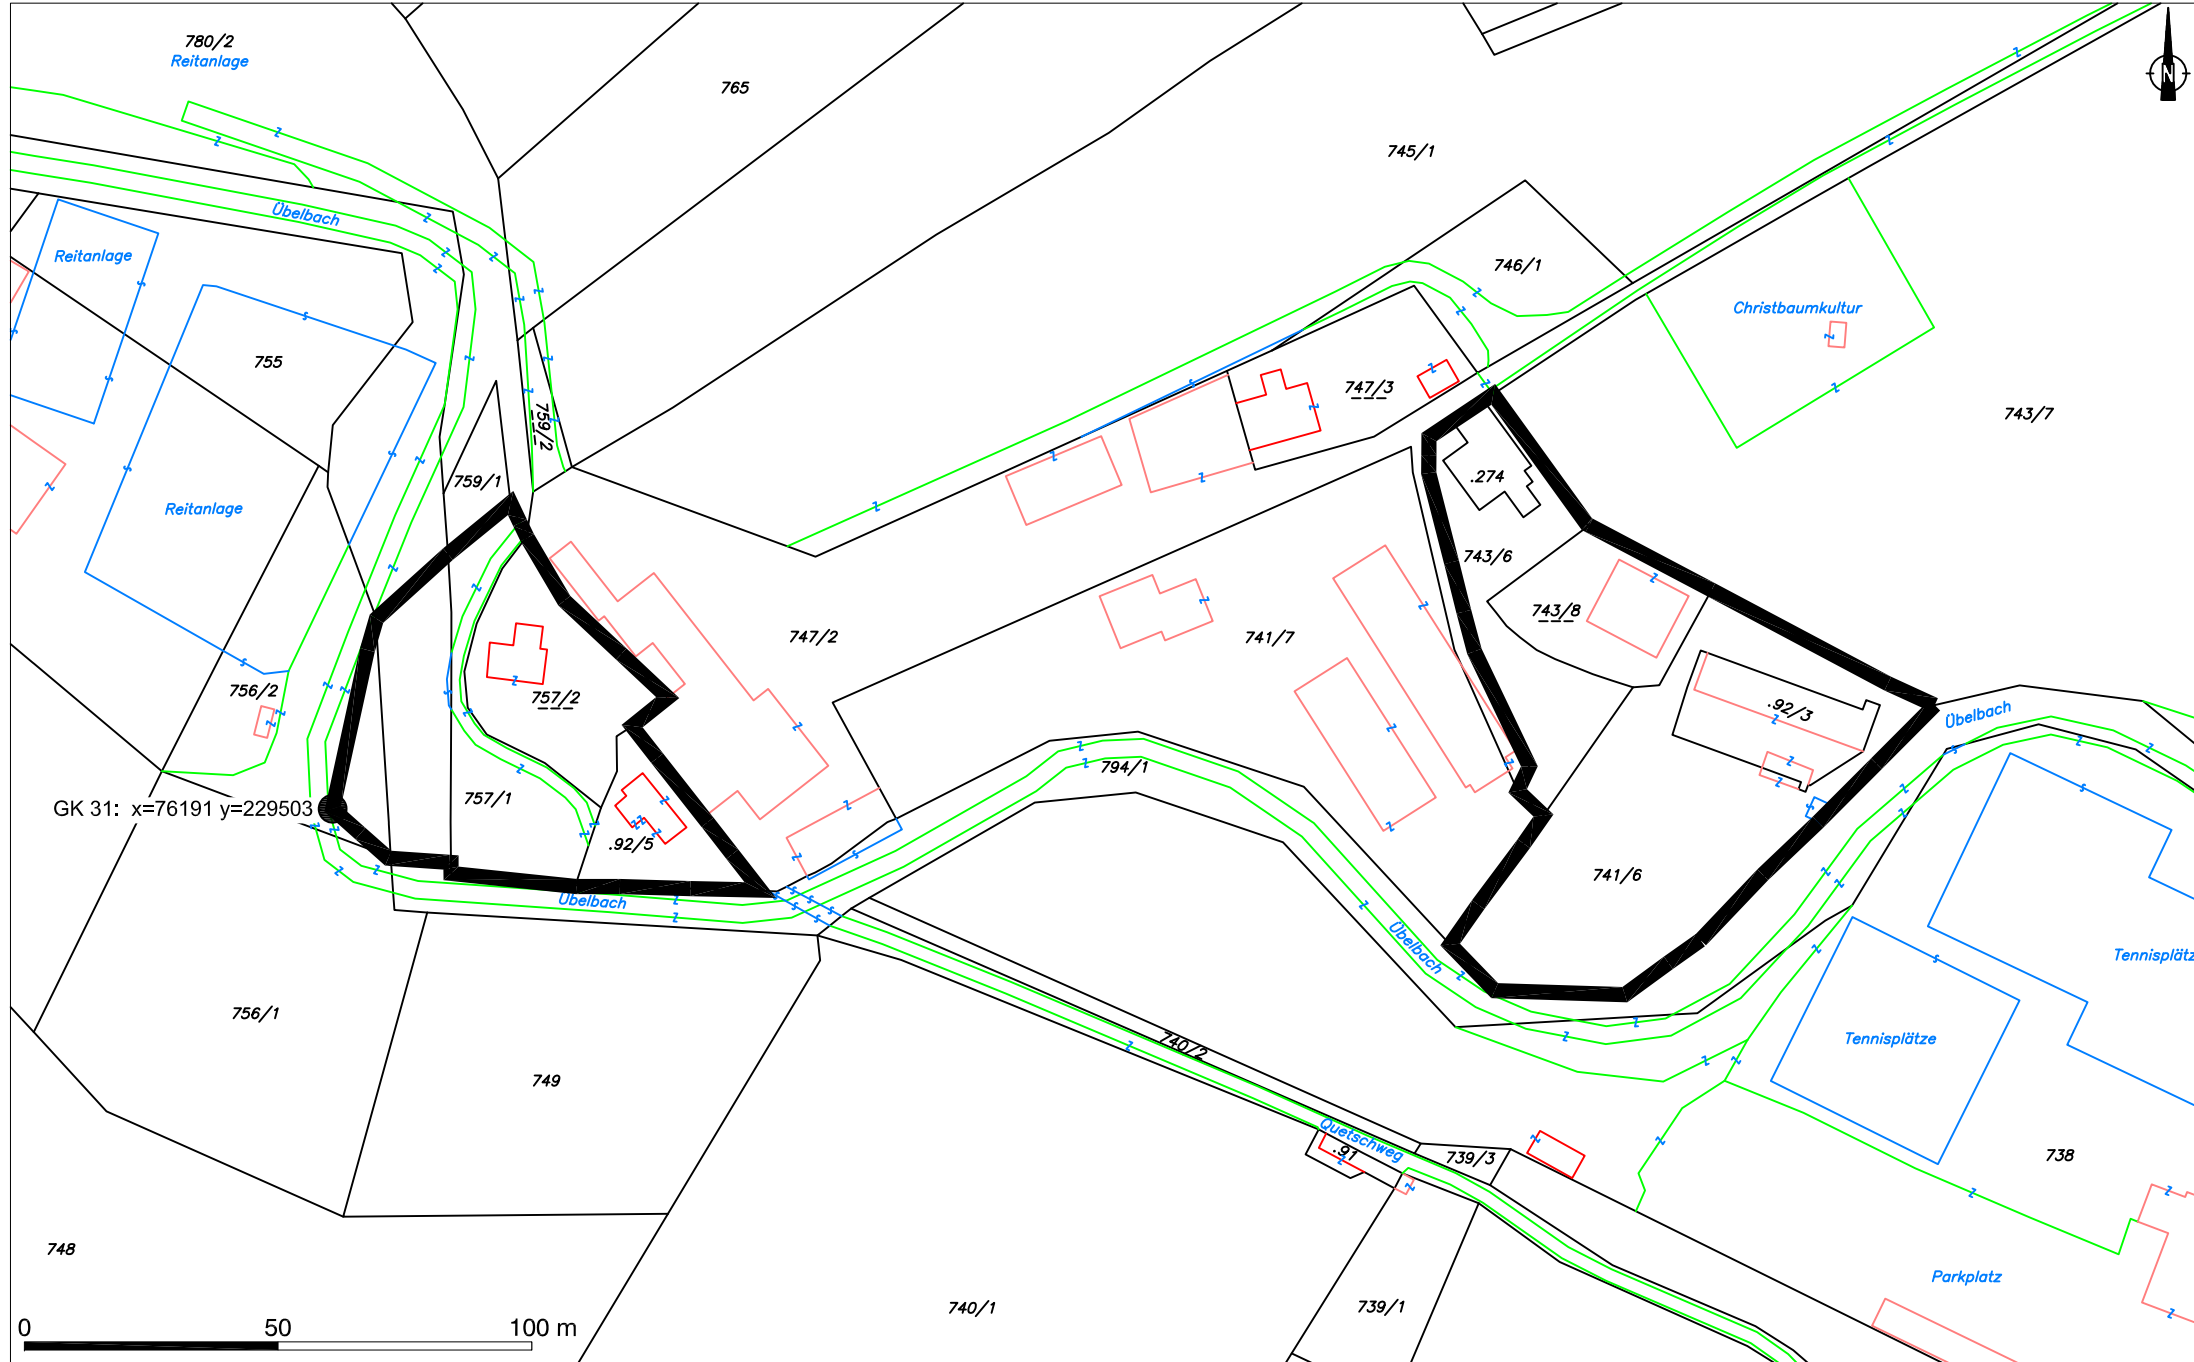 780/2
Reitanlage
765
N
745/1
Übelbach
Reitanlage
746/1
Christbaumkultur
755
747/3
743/7
759/2
759/1
.274
Reitanlage
743/6
743/8
747/2
741/7
756/2
757/2
.92/3
Übelbach
794/1
757/1
GK 31: x=76191 y=229503
.92/5
741/6
Übelbach
Übelbach
Tennisplätz
756/1
740/2
Tennisplätze
749
Quetschweg
.91
739/3
738
748
Parkplatz
740/1
739/1
0 50 100 m